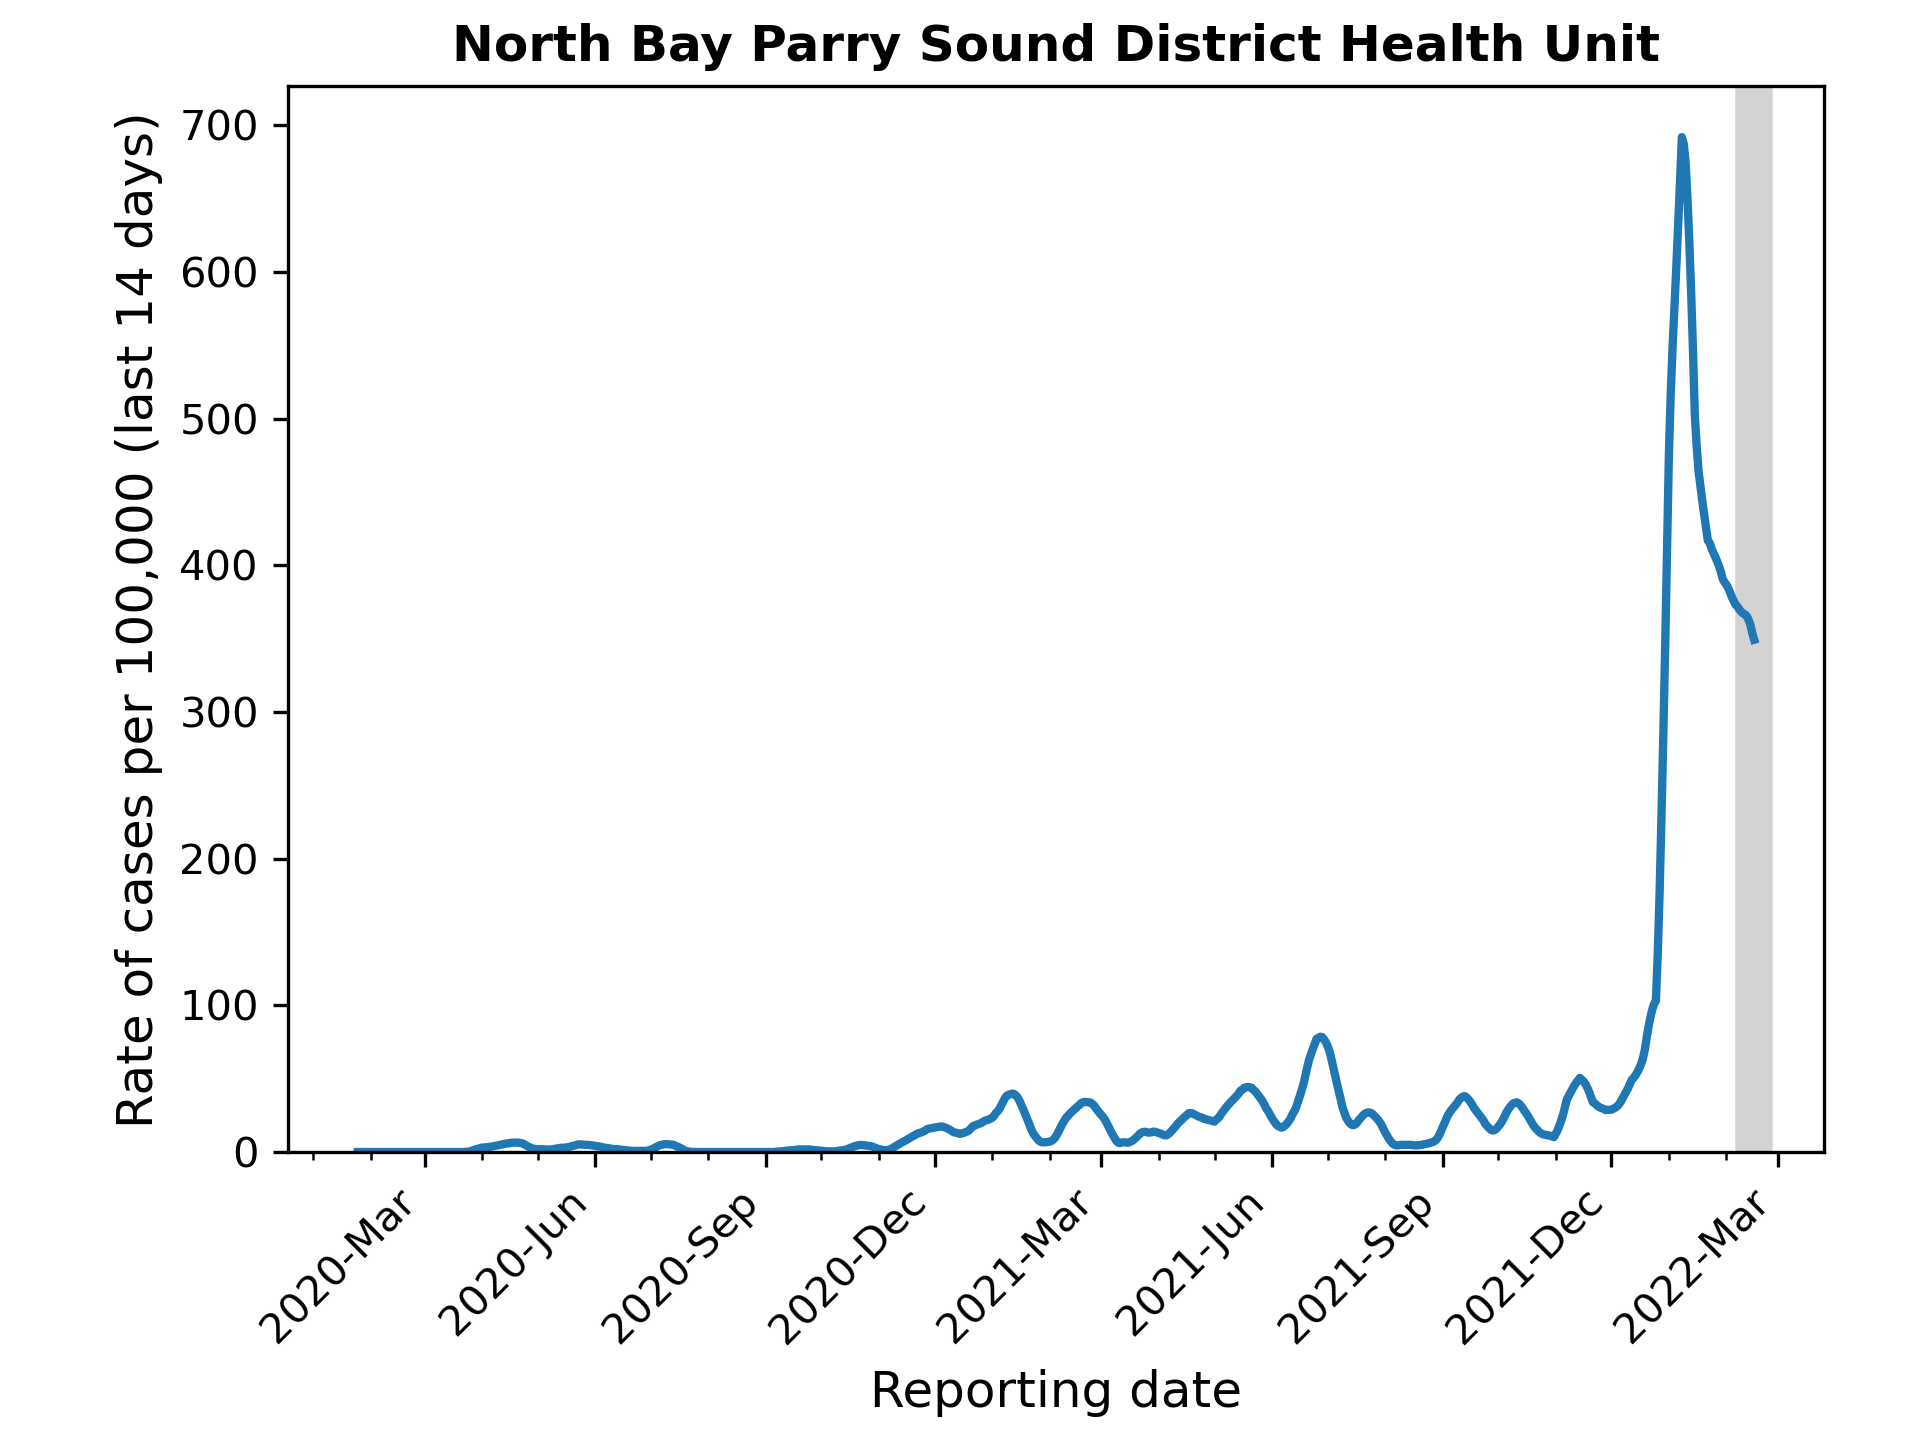 North Bay Parry Sound District Health Unit
Rate of cases per 100,000 (last 14 days)
700
600
500
400
300
200
100
0
2020-Mar
2020-Jun
2020-Sep
2020-Dec
2021-Mar
2021-Jun
2021-Sep
2021-Dec
2022-Mar
Reporting date